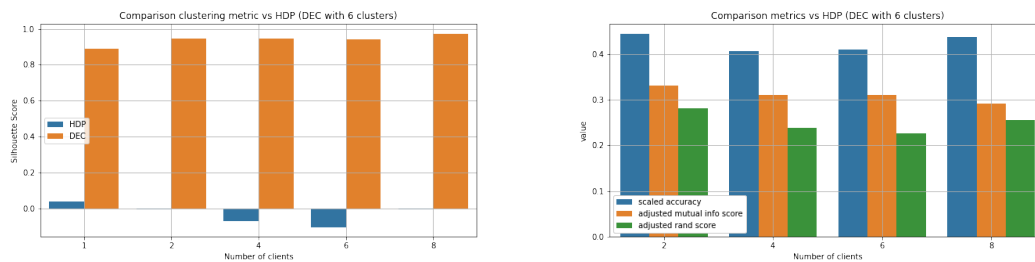 Comparison clustering metric vs HDP (DEC with 6 clusters)
1.0
0.8
0.6
0.4
0.2
0.0
Silhouette Score
HDP
DEC
1 2 4 6 8
Number of clients
Comparison metrics vs HDP (DEC with 6 clusters)
0.4
0.3
0.2
0.1
0.0
value
scaled accuracy
adjusted mutual info score
adjusted rand score
2 4 6 8
Number of clients